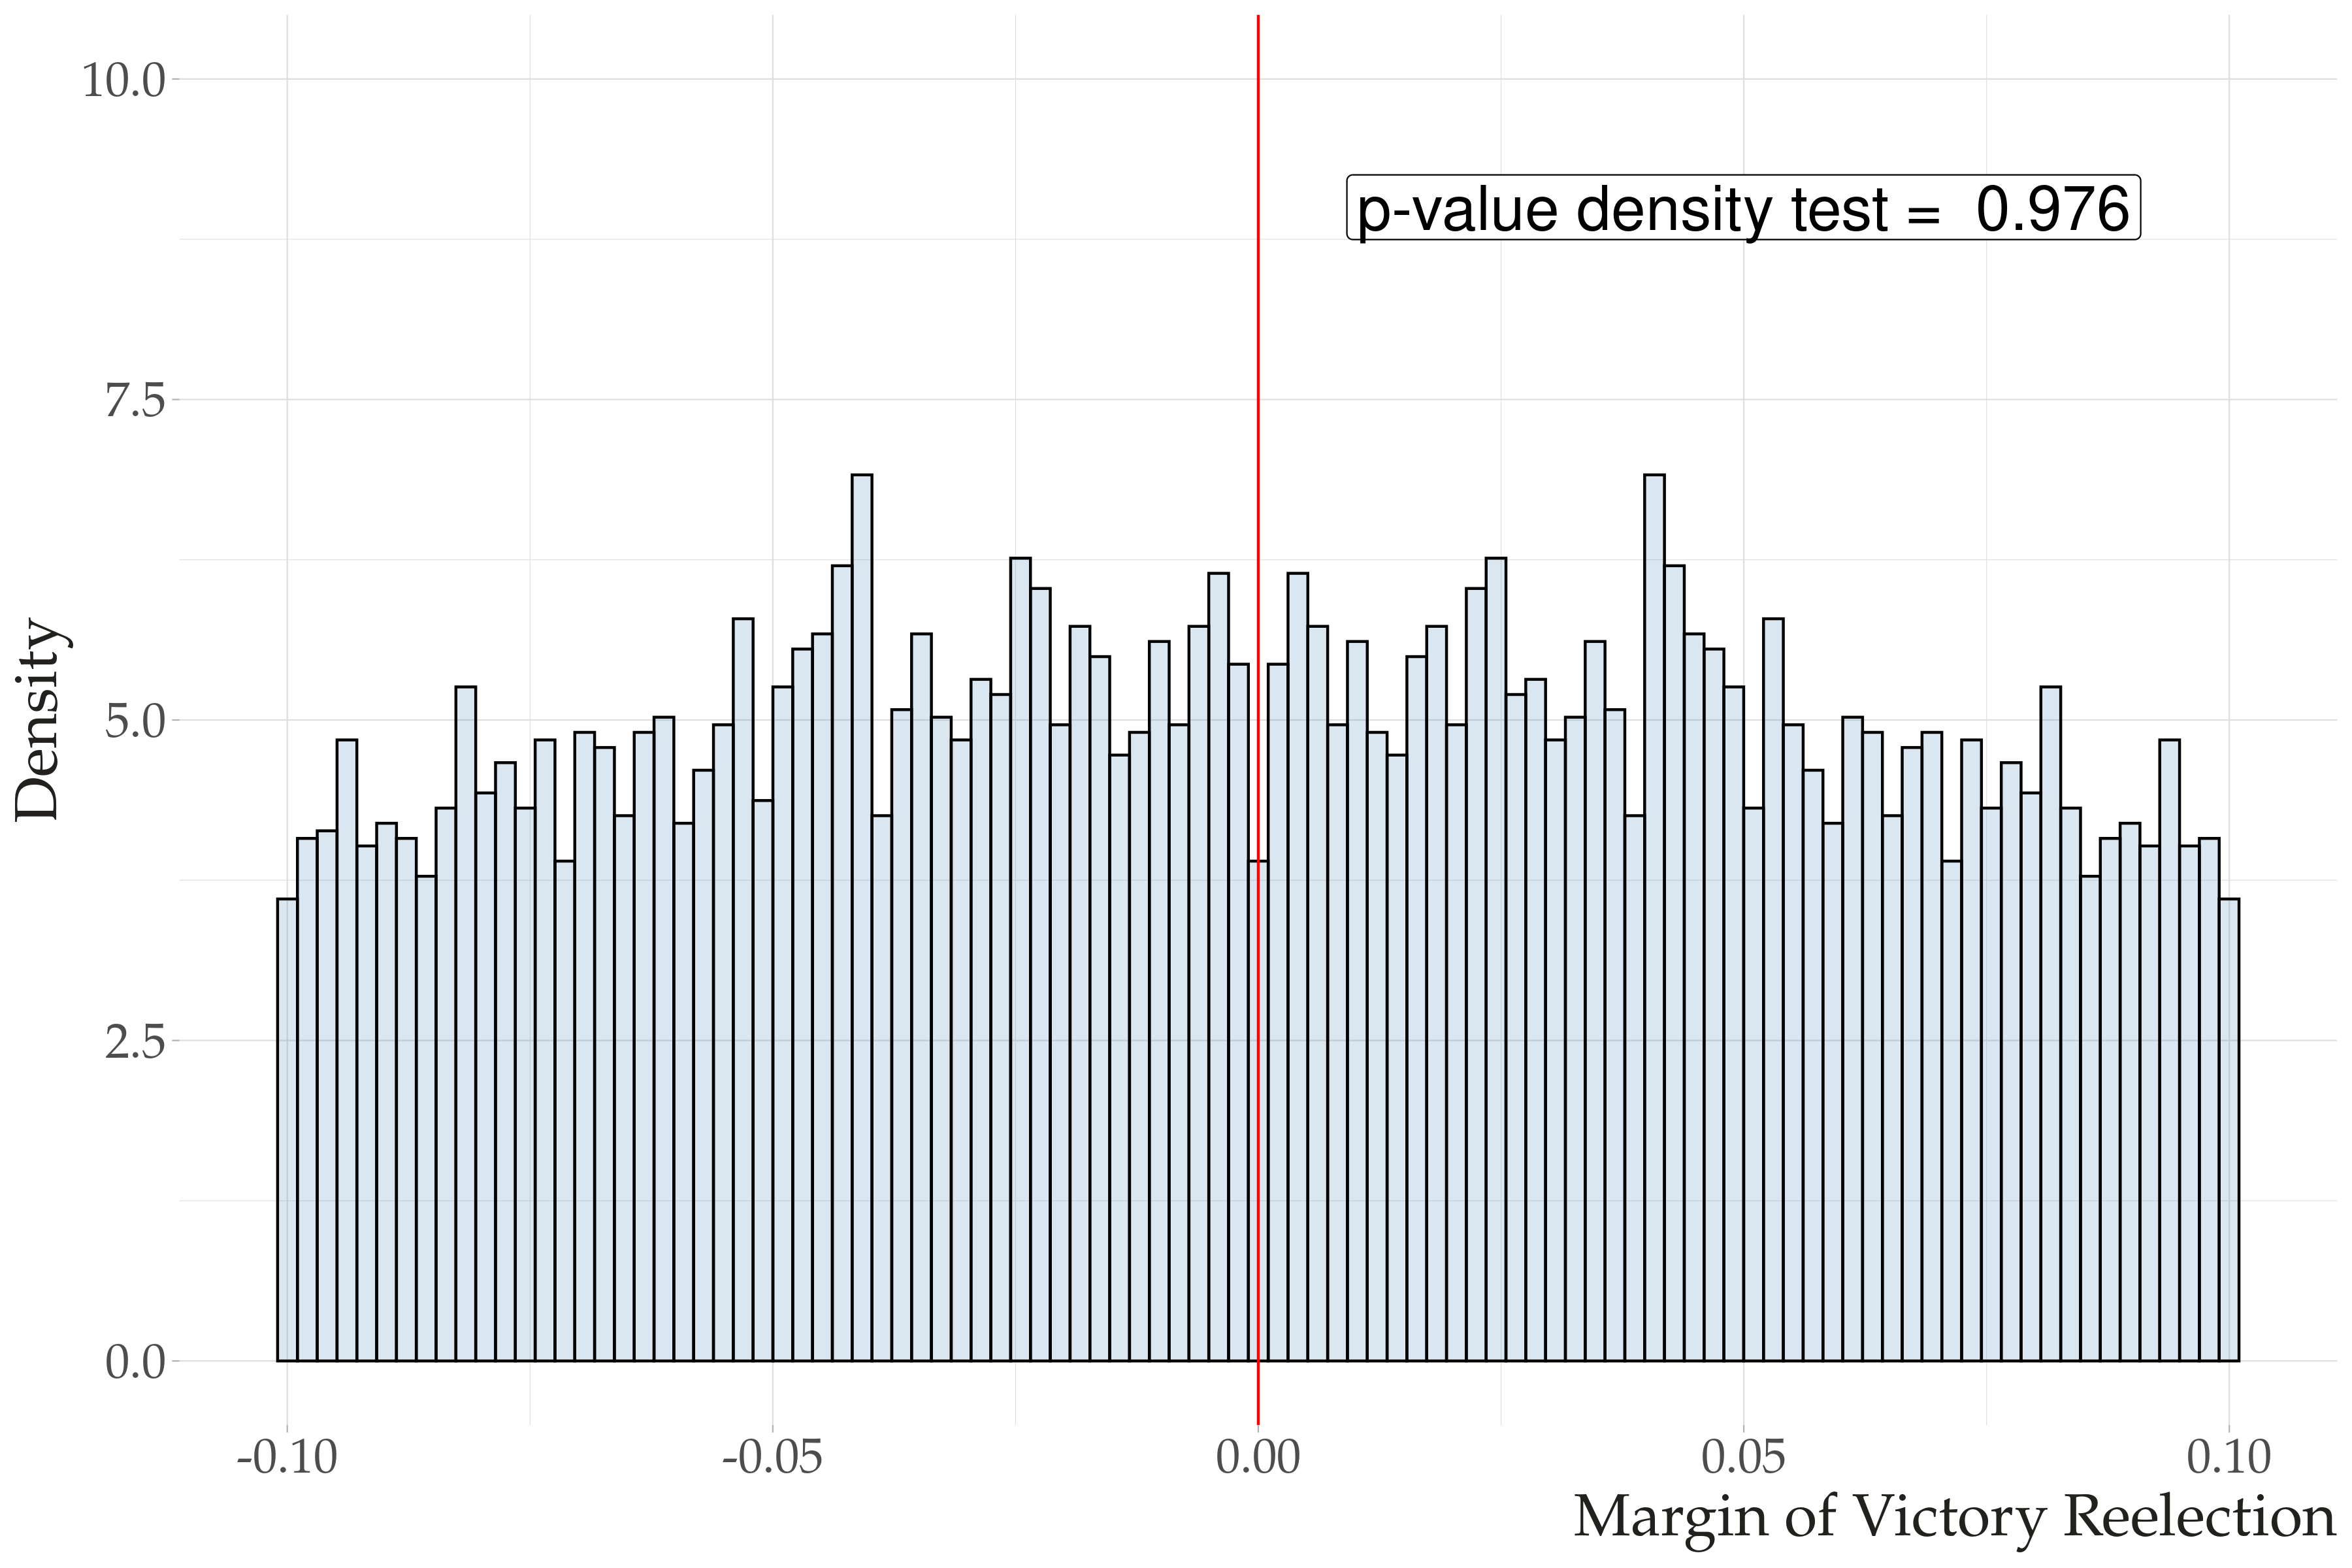 10.0
p-value density test =  0.976
7.5
Density
5.0
2.5
0.0
-0.10 -0.05 0.00 0.05 0.10
Margin of Victory Reelection